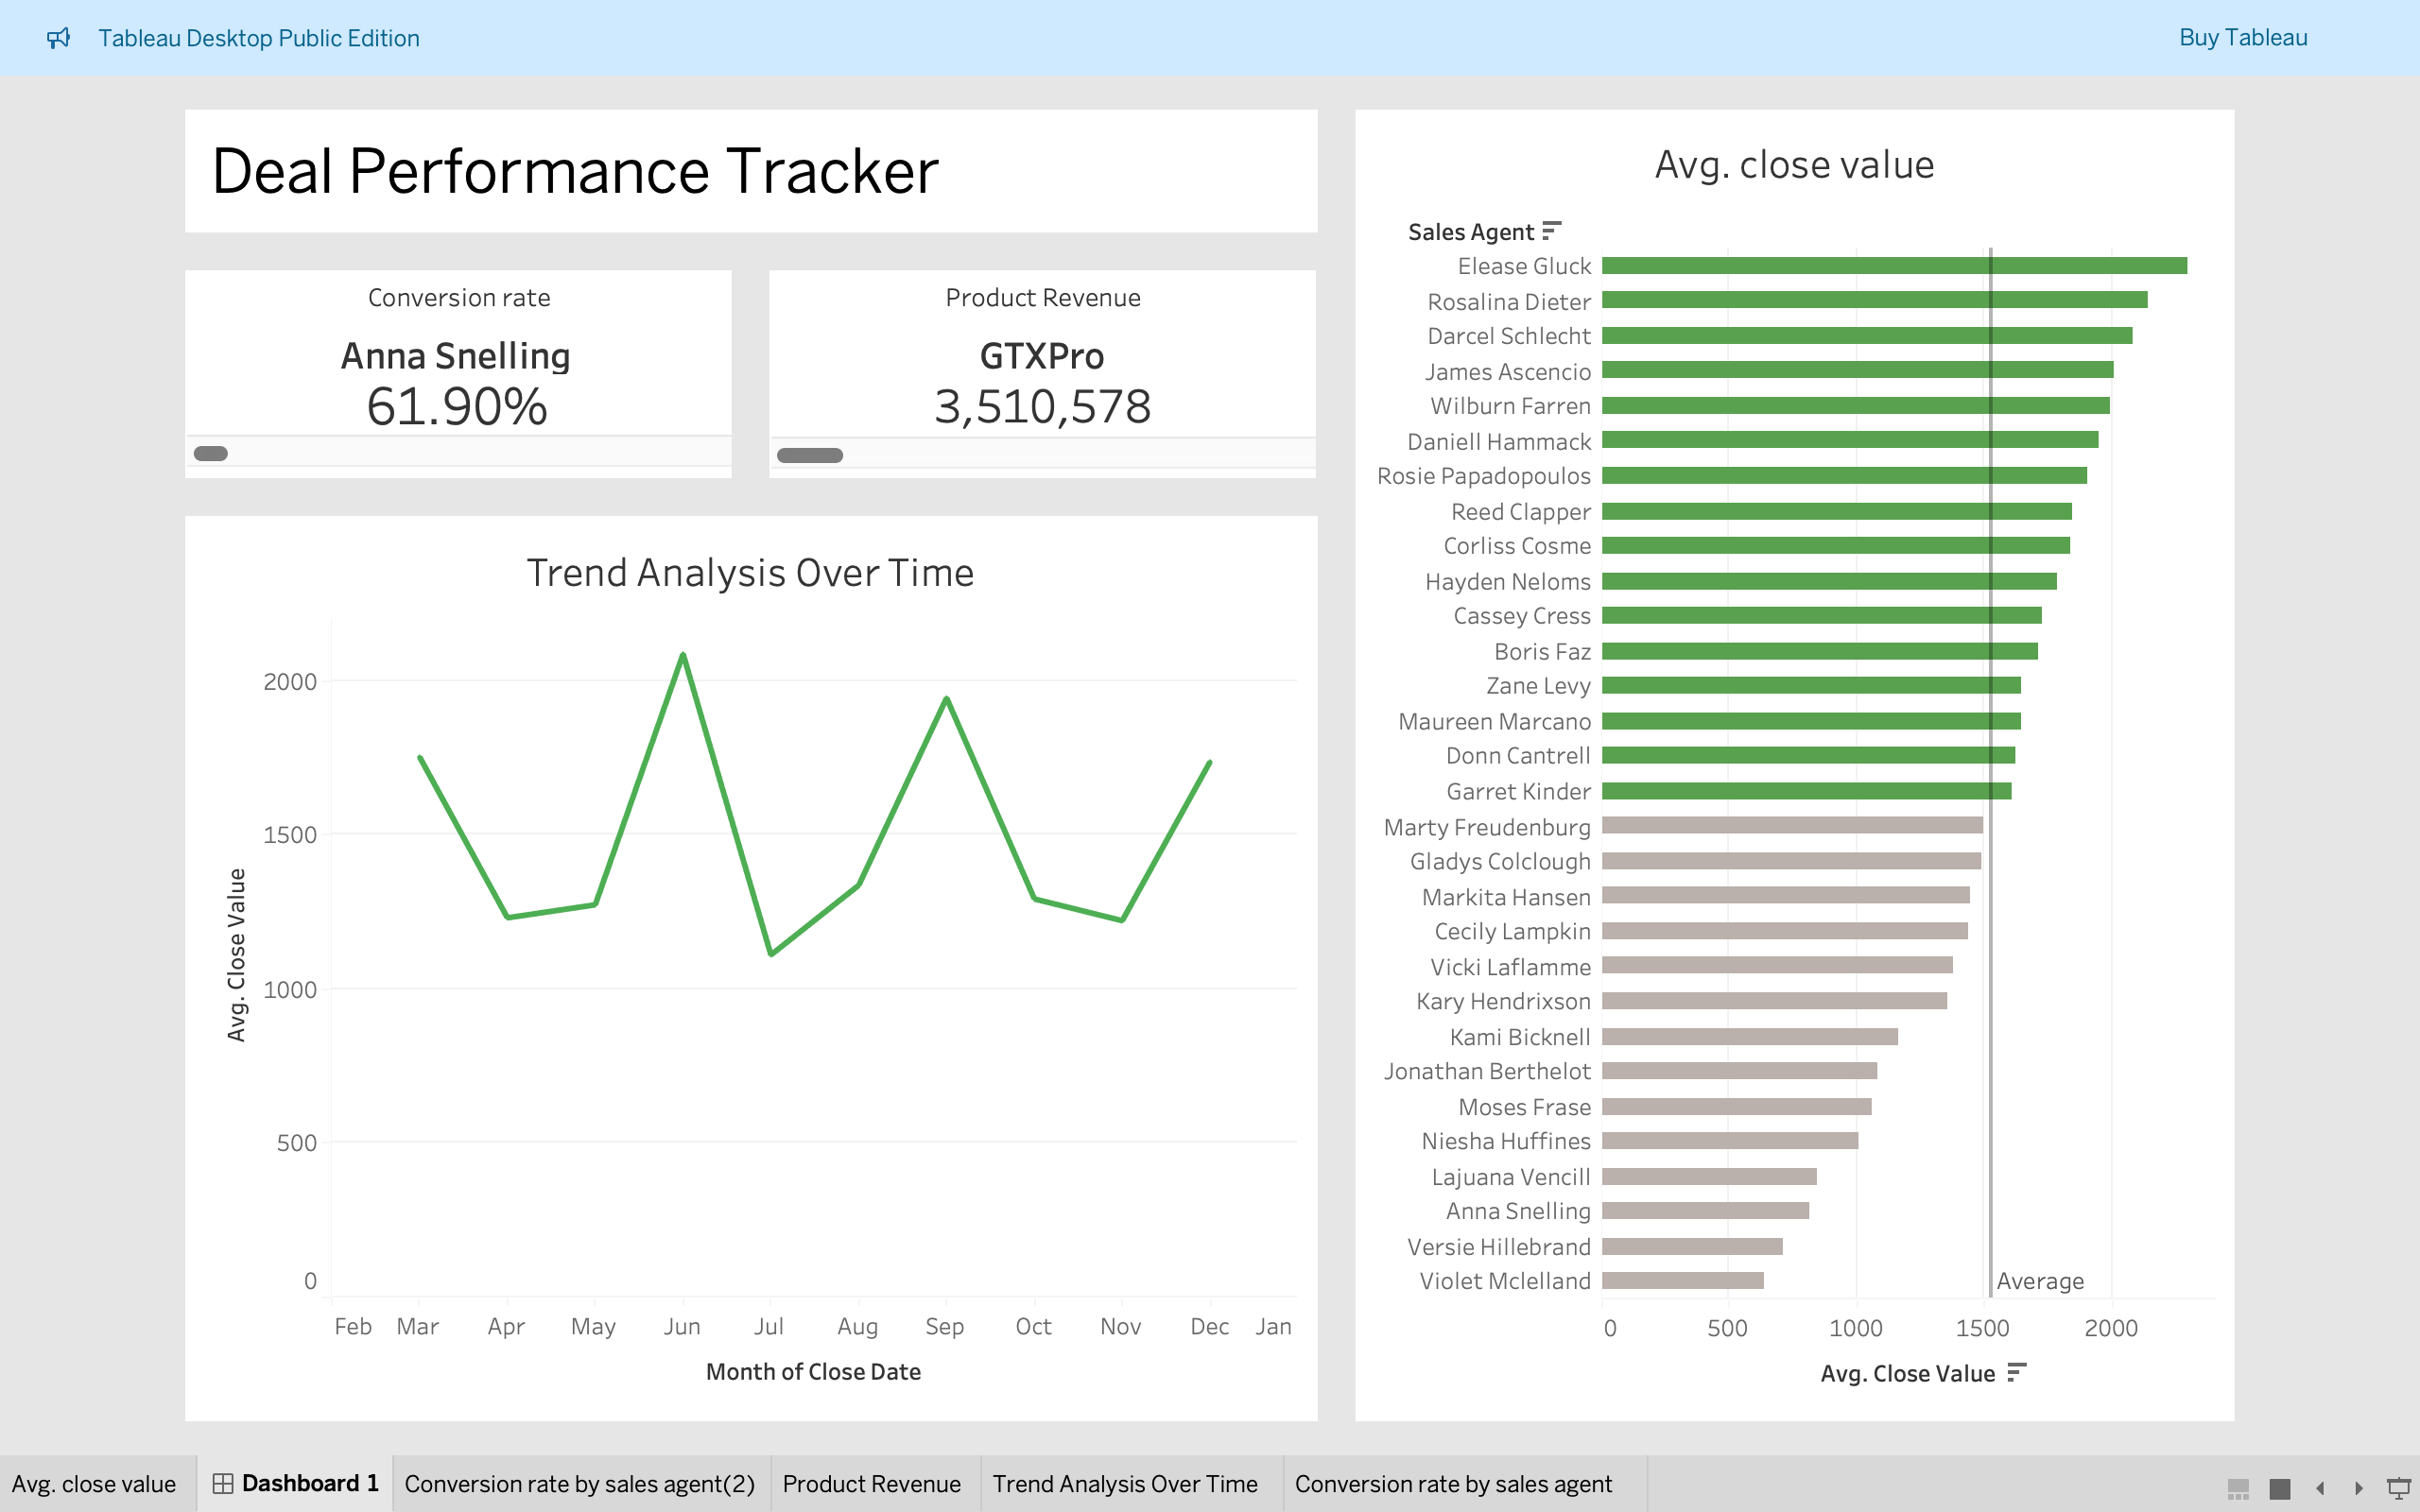 Tableau Desktop Public Edition
Buy Tableau
Deal Performance Tracker
Conversion rate
Anna Snelling
61.90%
Product Revenue
GTXPro
3,510,578
Trend Analysis Over Time
Avg. Close Value
2000
1500
1000
500
0
Feb Mar Apr May Jun Jul Aug Sep Oct Nov Dec Jan
Month of Close Date
Avg. close value
Sales Agent
Elease Gluck
Rosalina Dieter
Darcel Schlecht
James Ascencio
Wilburn Farren
Daniell Hammack
Rosie Papadopoulos
Reed Clapper
Corliss Cosme
Hayden Neloms
Cassey Cress
Boris Faz
Zane Levy
Maureen Marcano
Donn Cantrell
Garret Kinder
Marty Freudenburg
Gladys Colclough
Markita Hansen
Cecily Lampkin
Vicki Laflamme
Kary Hendrixson
Kami Bicknell
Jonathan Berthelot
Moses Frase
Niesha Huffines
Lajuana Vencill
Anna Snelling
Versie Hillebrand
Violet Mclelland
Average
0 500 1000 1500 2000
Avg. Close Value
Avg. close value
Dashboard 1
Conversion rate by sales agent(2)
Product Revenue
Trend Analysis Over Time
Conversion rate by sales agent